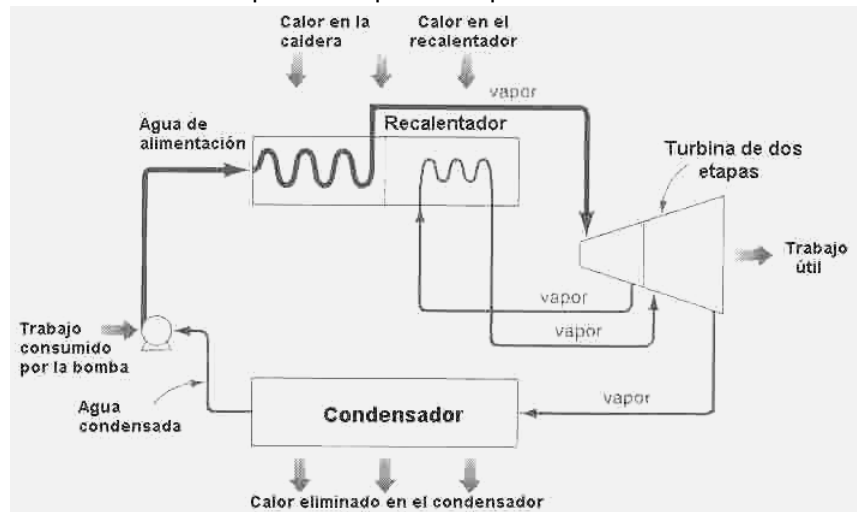 Calor en la
caldera
Calor en el
recalentador
vapor
Agua de
alimentación
Recalentador
Turbina de dos
etapas
Trabajo
útil
vapor
vapor
Trabajo
consumido
por la bomba
Agua
condensada
Condensador
vapor
Calor eliminado en el condensador